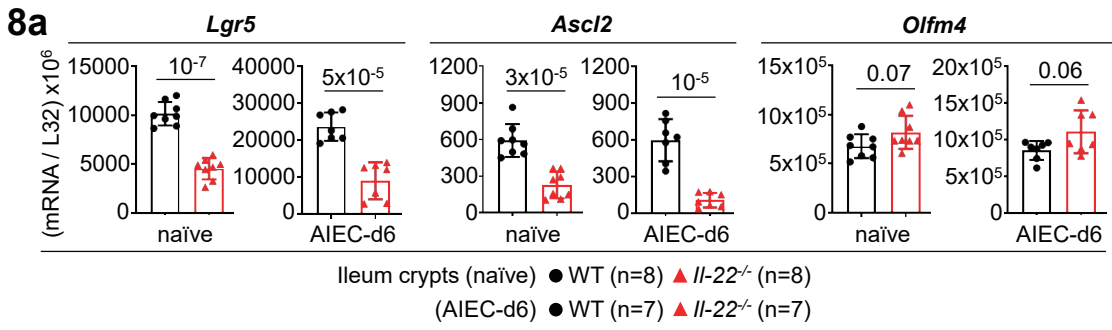 8a
Lgr5 Ascl2 Olfm4
(mRNA / L32) x10⁶
15000 10000 5000 0
10⁻⁷
naïve
40000 30000 20000 10000 0
5x10⁻⁵
AIEC-d6
1200 900 600 300 0
3x10⁻⁵
naïve
1200 900 600 300 0
10⁻⁵
AIEC-d6
15x10⁵ 10x10⁵ 5x10⁵ 0
0.07
naïve
20x10⁵ 15x10⁵ 10x10⁵ 5x10⁵ 0
0.06
AIEC-d6
Ileum crypts (naïve) ● WT (n=8) ▲ Il-22⁻/⁻ (n=8)
(AIEC-d6) ● WT (n=7) ▲ Il-22⁻/⁻ (n=7)